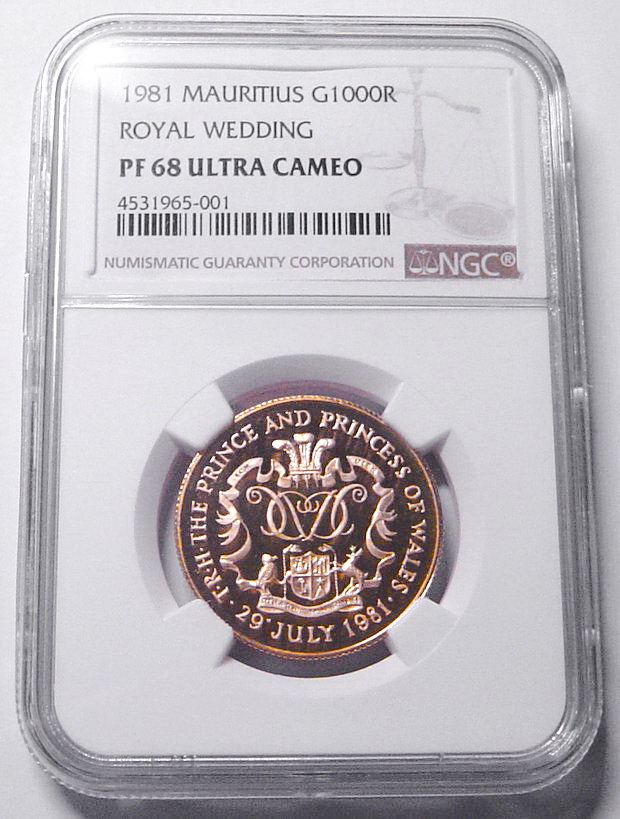 1981 MAURITIUS G1000R
ROYAL WEDDING
PF 68 ULTRA CAMEO
4531965-001
NUMISMATIC GUARANTY CORPORATION NGC®
T·R·H·THE PRINCE AND PRINCESS OF WALES·
·29·JULY 1981·